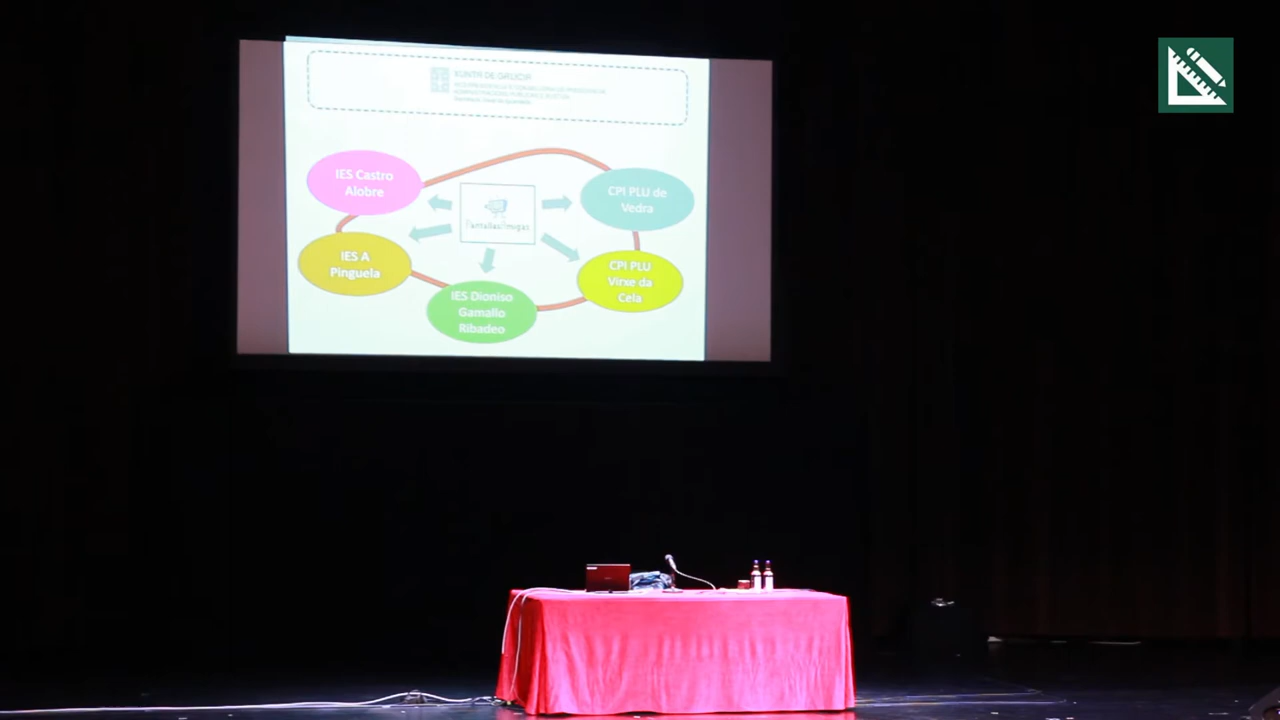 XUNTA DE GALICIA
IES Castro
Alobre
CPI PLU de
Vedra
PantallasAmigas
IES A
Pinguela
CPI PLU
Virxe da
Cela
IES Dioniso
Gamallo
Ribadeo